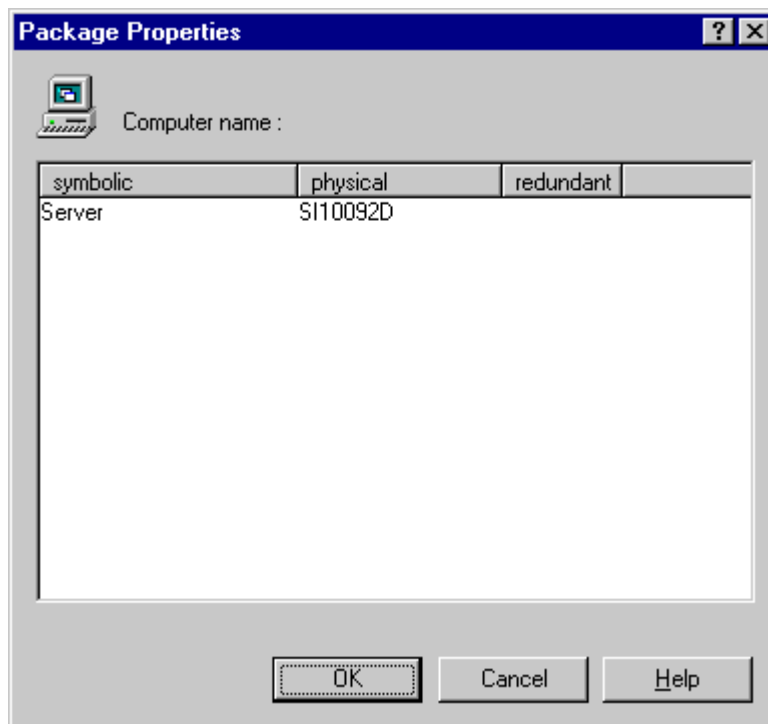 Package Properties
Computer name :
symbolic physical redundant
Server SI10092D
OK Cancel Help